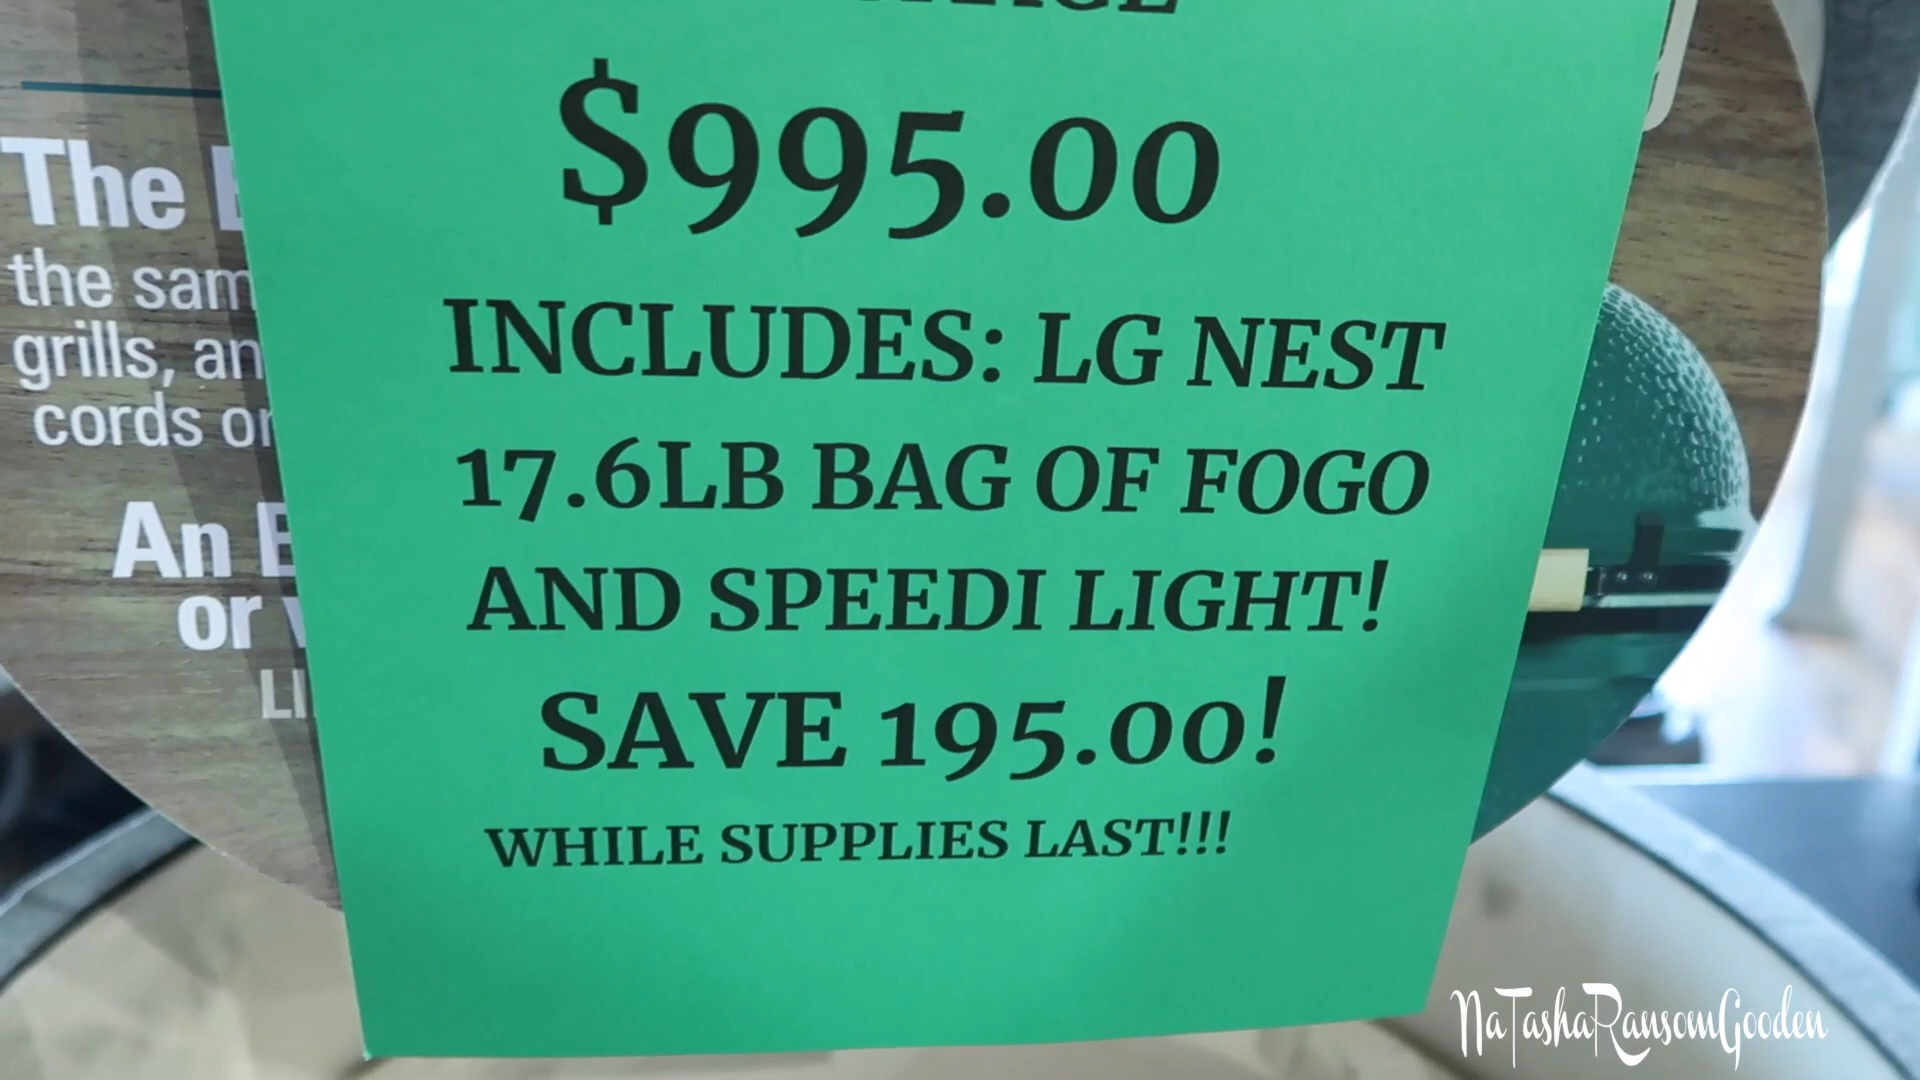 $995.00
INCLUDES: LG NEST
17.6LB BAG OF FOGO
AND SPEEDI LIGHT!
SAVE 195.00!
WHILE SUPPLIES LAST!!!
The
the sam
grills, an
cords or
An
or
LI
NaTashaRansomGooden